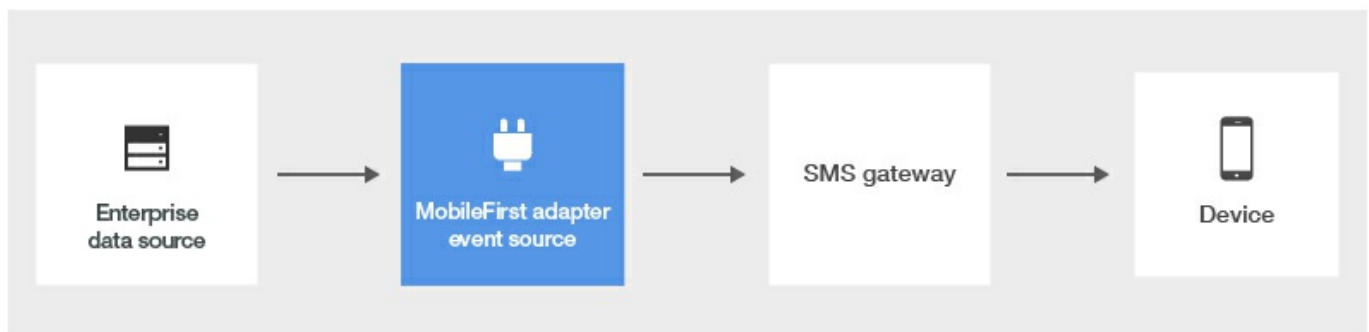 Enterprise
data source
MobileFirst adapter
event source
SMS gateway
Device